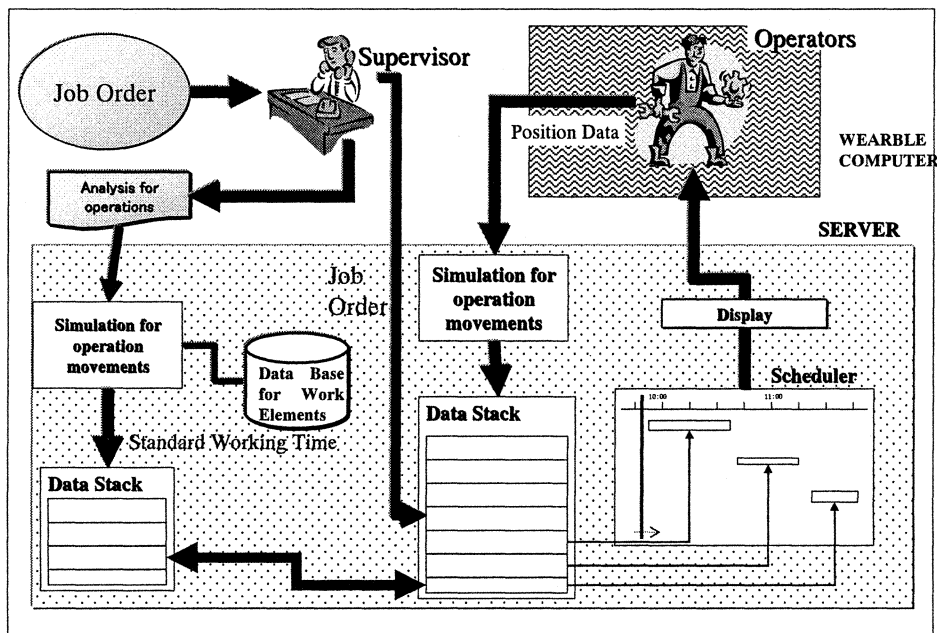 Job Order
Supervisor
Operators
Position Data
WEARBLE
COMPUTER
Analysis for
operations
SERVER
Job
Order
Simulation for
operation
movements
Simulation for
operation
movements
Display
Data Base
for Work
Elements
Scheduler
10:00
11:00
Standard Working Time
Data Stack
Data Stack